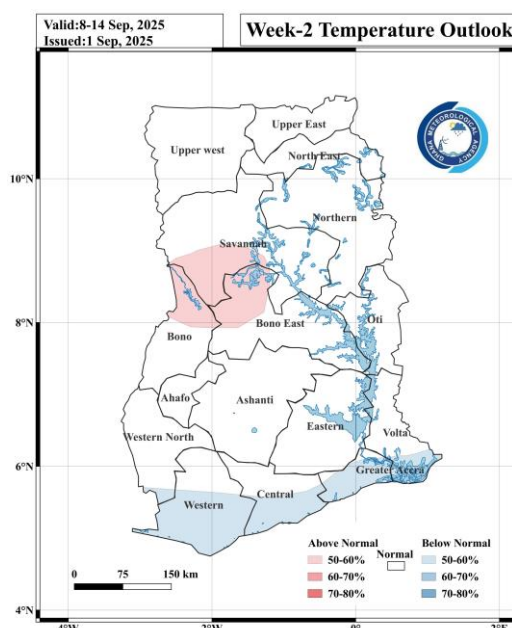 Valid:8-14 Sep, 2025
Issued:1 Sep, 2025
Week-2 Temperature Outlook
GHANA METEOROLOGICAL AGENCY
Upper East
Upper west
North East
10°N
Northern
Savannah
8°N
Bono
Bono East
Oti
Ahafo
Ashanti
Eastern
Western North
Volta
6°N
Greater Accra
Western
Central
Above Normal
Normal
Below Normal
50-60%
50-60%
60-70%
60-70%
70-80%
70-80%
0 75 150 km
4°N